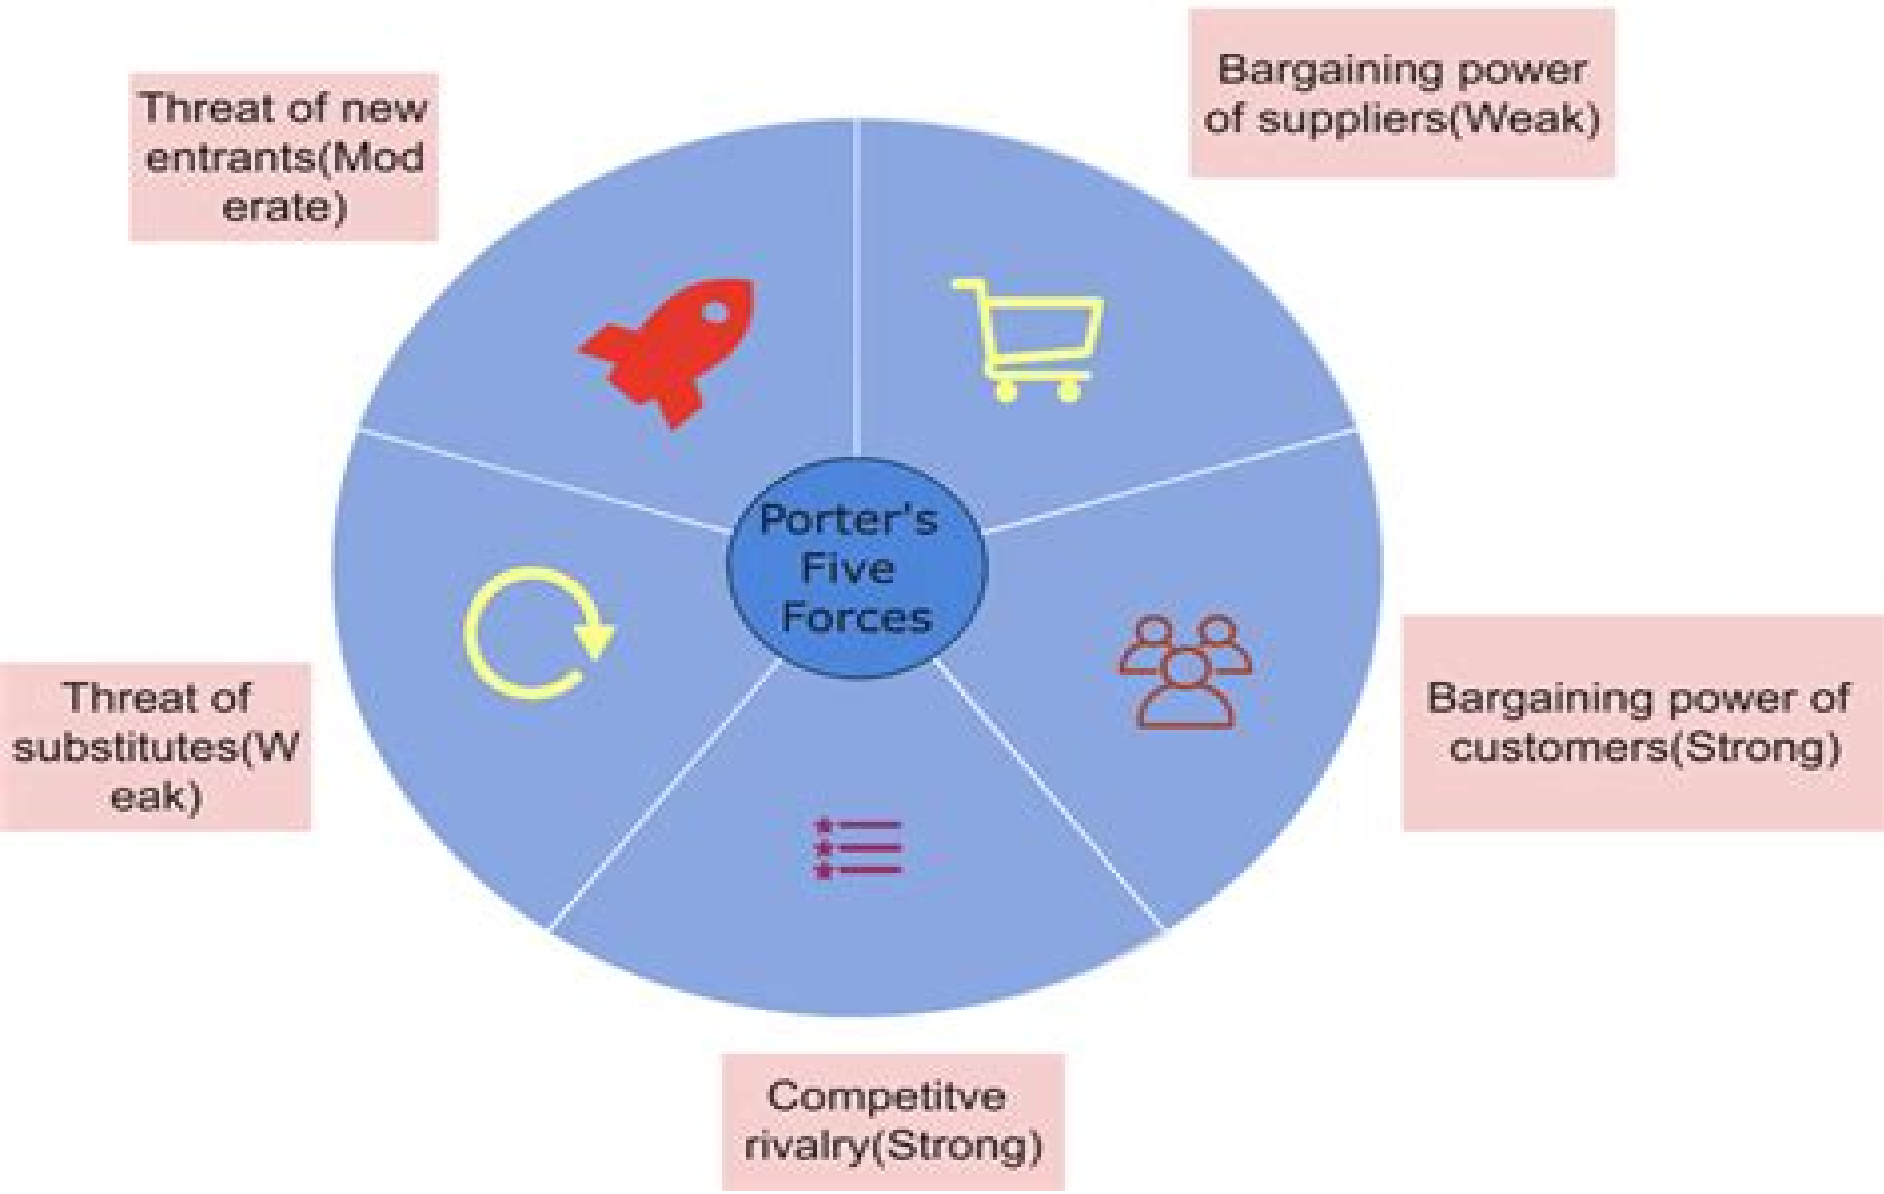 Threat of new
entrants(Mod
erate)
Bargaining power
of suppliers(Weak)
Porter's
Five
Forces
Threat of
substitutes(W
eak)
Bargaining power of
customers(Strong)
Competitve
rivalry(Strong)